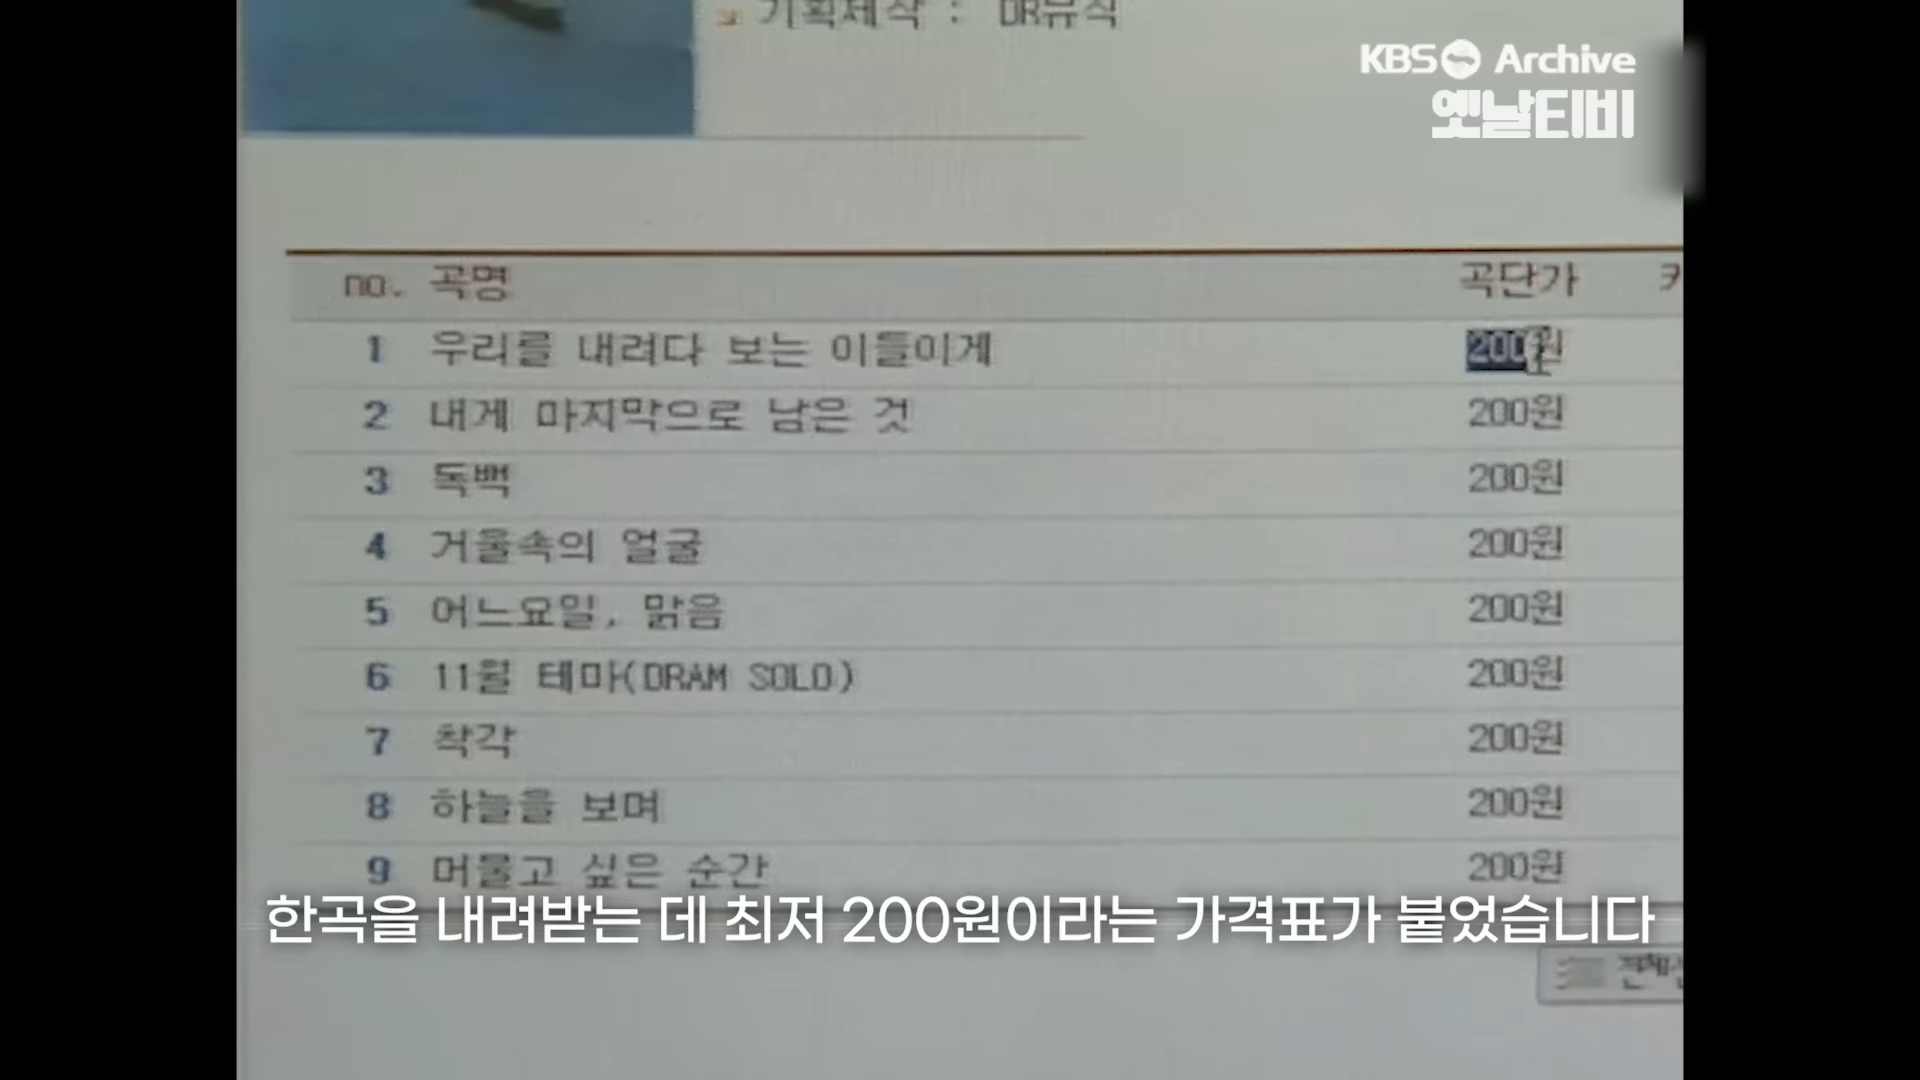 기획제작 : DR뮤직
KBS Archive
옛날티비
no. 곡명 곡단가
1 우리를 내려다 보는 이들이게 200원
2 내게 마지막으로 남은 것 200원
3 독백 200원
4 거울속의 얼굴 200원
5 어느요일, 맑음 200원
6 11월 테마(DRAM SOLO) 200원
7 착각 200원
8 하늘을 보며 200원
9 머물고 싶은 순간 200원
한곡을 내려받는 데 최저 200원이라는 가격표가 붙었습니다